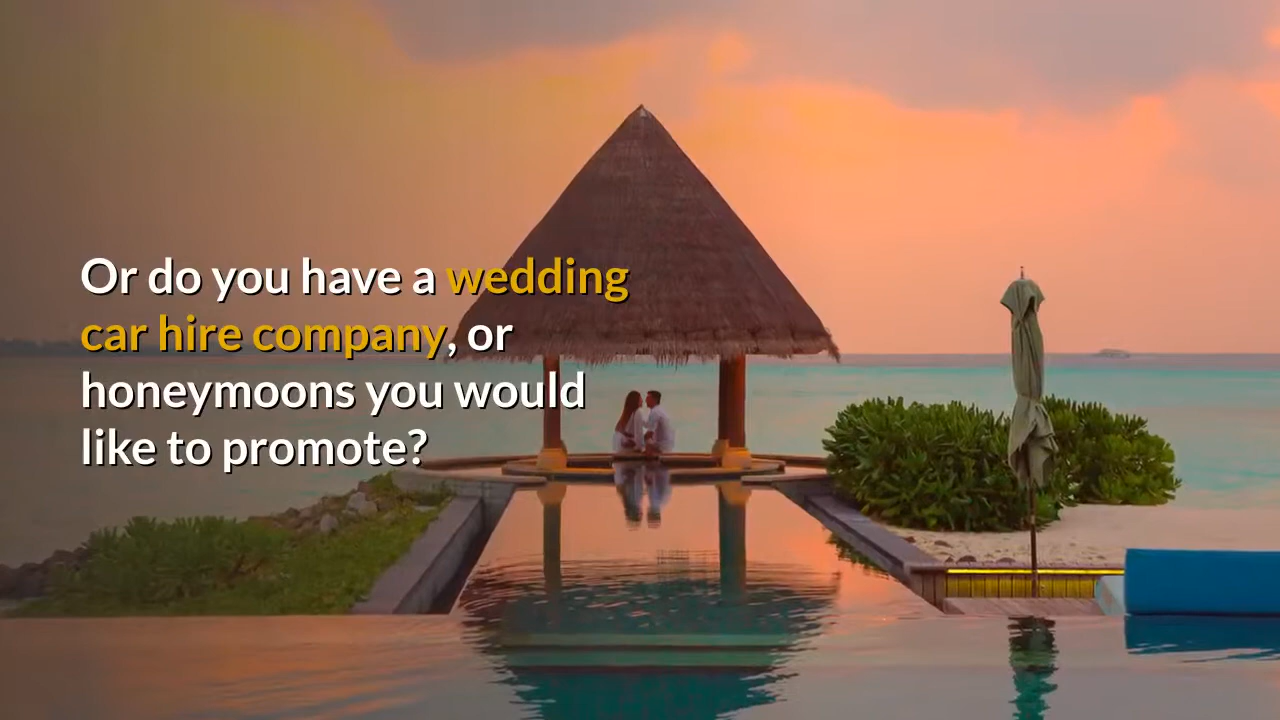 Or do you have a wedding
car hire company, or
honeymoons you would
like to promote?